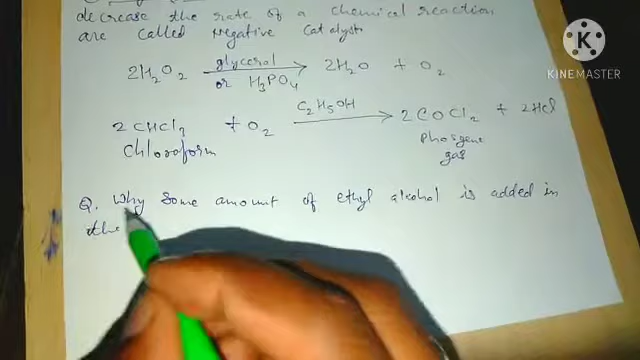 decrease the rate of a chemical reaction
are called Negative Catalyst
2H₂O₂ glycerol or H₃PO₄ → 2H₂O + O₂
2CHCl₃ + O₂ C₂H₅OH → 2COCl₂ + 2HCl
Chloroform Phosgene
gas
Q. Why some amount of ethyl alcohol is added in
the
KINEMASTER